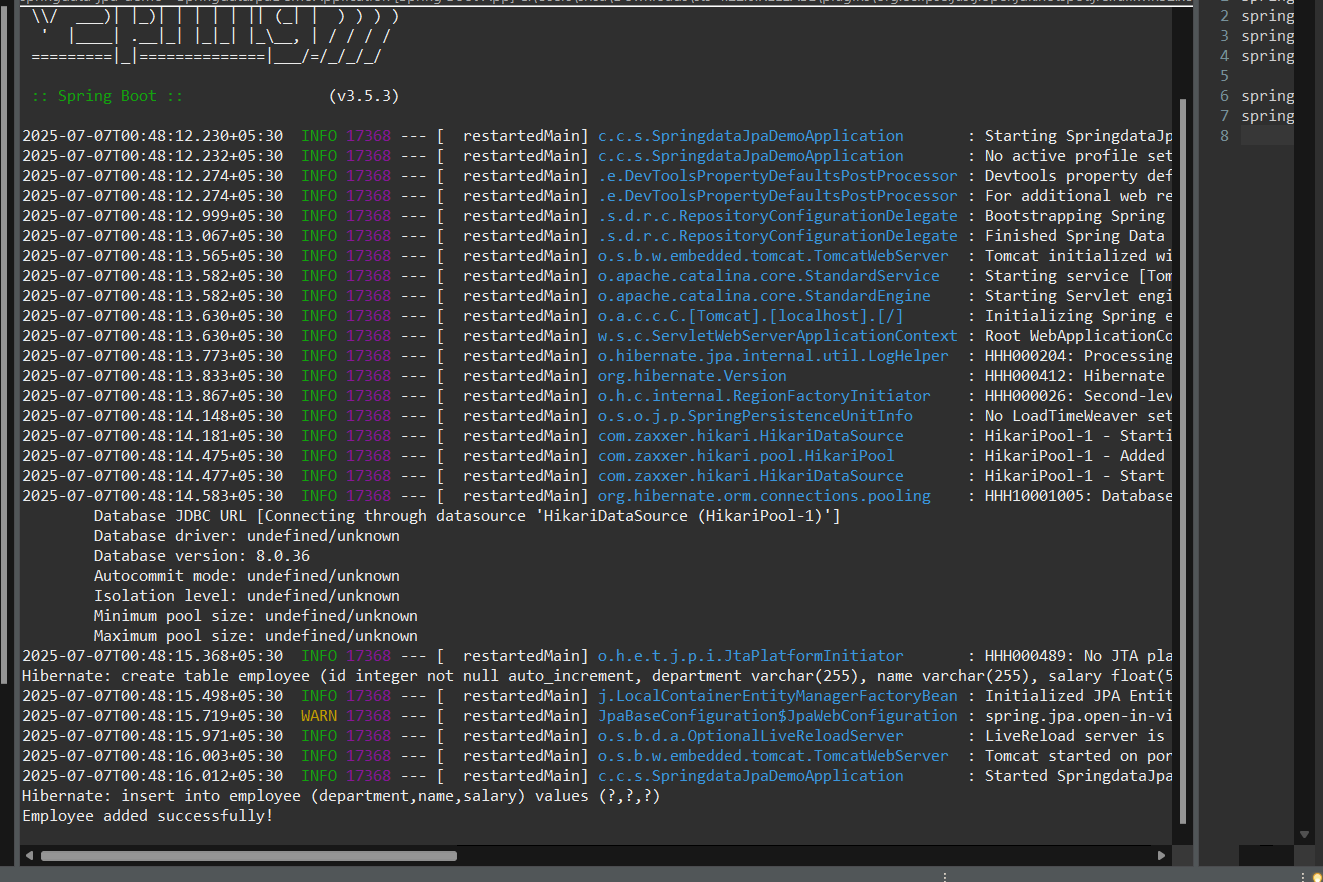 \\/  ___)| |_)| | | | | || (_| |  ) ) ) )
'  |____| .__|_| |_|_| |_\__, | / / / /
=========|_|==============|___/=/_/_/_/
:: Spring Boot ::                (v3.5.3)
2025-07-07T00:48:12.230+05:30  INFO 17368 --- [  restartedMain] c.c.s.SpringdataJpaDemoApplication       : Starting SpringdataJp
2025-07-07T00:48:12.232+05:30  INFO 17368 --- [  restartedMain] c.c.s.SpringdataJpaDemoApplication       : No active profile set
2025-07-07T00:48:12.274+05:30  INFO 17368 --- [  restartedMain] .e.DevToolsPropertyDefaultsPostProcessor : Devtools property def
2025-07-07T00:48:12.274+05:30  INFO 17368 --- [  restartedMain] .e.DevToolsPropertyDefaultsPostProcessor : For additional web re
2025-07-07T00:48:12.999+05:30  INFO 17368 --- [  restartedMain] .s.d.r.c.RepositoryConfigurationDelegate : Bootstrapping Spring
2025-07-07T00:48:13.067+05:30  INFO 17368 --- [  restartedMain] .s.d.r.c.RepositoryConfigurationDelegate : Finished Spring Data
2025-07-07T00:48:13.565+05:30  INFO 17368 --- [  restartedMain] o.s.b.w.embedded.tomcat.TomcatWebServer  : Tomcat initialized wi
2025-07-07T00:48:13.582+05:30  INFO 17368 --- [  restartedMain] o.apache.catalina.core.StandardService   : Starting service [Tom
2025-07-07T00:48:13.582+05:30  INFO 17368 --- [  restartedMain] o.apache.catalina.core.StandardEngine    : Starting Servlet engi
2025-07-07T00:48:13.630+05:30  INFO 17368 --- [  restartedMain] o.a.c.c.C.[Tomcat].[localhost].[/]       : Initializing Spring e
2025-07-07T00:48:13.630+05:30  INFO 17368 --- [  restartedMain] w.s.c.ServletWebServerApplicationContext : Root WebApplicationCo
2025-07-07T00:48:13.773+05:30  INFO 17368 --- [  restartedMain] o.hibernate.jpa.internal.util.LogHelper  : HHH000204: Processing
2025-07-07T00:48:13.833+05:30  INFO 17368 --- [  restartedMain] org.hibernate.Version                    : HHH000412: Hibernate
2025-07-07T00:48:13.867+05:30  INFO 17368 --- [  restartedMain] o.h.c.internal.RegionFactoryInitiator    : HHH000026: Second-lev
2025-07-07T00:48:14.148+05:30  INFO 17368 --- [  restartedMain] o.s.o.j.p.SpringPersistenceUnitInfo      : No LoadTimeWeaver set
2025-07-07T00:48:14.181+05:30  INFO 17368 --- [  restartedMain] com.zaxxer.hikari.HikariDataSource       : HikariPool-1 - Starti
2025-07-07T00:48:14.475+05:30  INFO 17368 --- [  restartedMain] com.zaxxer.hikari.pool.HikariPool        : HikariPool-1 - Added
2025-07-07T00:48:14.477+05:30  INFO 17368 --- [  restartedMain] com.zaxxer.hikari.HikariDataSource       : HikariPool-1 - Start
2025-07-07T00:48:14.583+05:30  INFO 17368 --- [  restartedMain] org.hibernate.orm.connections.pooling    : HHH10001005: Database
Database JDBC URL [Connecting through datasource 'HikariDataSource (HikariPool-1)']
Database driver: undefined/unknown
Database version: 8.0.36
Autocommit mode: undefined/unknown
Isolation level: undefined/unknown
Minimum pool size: undefined/unknown
Maximum pool size: undefined/unknown
2025-07-07T00:48:15.368+05:30  INFO 17368 --- [  restartedMain] o.h.e.t.j.p.i.JtaPlatformInitiator       : HHH000489: No JTA pla
Hibernate: create table employee (id integer not null auto_increment, department varchar(255), name varchar(255), salary float(5
2025-07-07T00:48:15.498+05:30  INFO 17368 --- [  restartedMain] j.LocalContainerEntityManagerFactoryBean : Initialized JPA Entit
2025-07-07T00:48:15.719+05:30  WARN 17368 --- [  restartedMain] JpaBaseConfiguration$JpaWebConfiguration : spring.jpa.open-in-vi
2025-07-07T00:48:15.971+05:30  INFO 17368 --- [  restartedMain] o.s.b.d.a.OptionalLiveReloadServer       : LiveReload server is
2025-07-07T00:48:16.003+05:30  INFO 17368 --- [  restartedMain] o.s.b.w.embedded.tomcat.TomcatWebServer  : Tomcat started on por
2025-07-07T00:48:16.012+05:30  INFO 17368 --- [  restartedMain] c.c.s.SpringdataJpaDemoApplication       : Started SpringdataJpa
Hibernate: insert into employee (department,name,salary) values (?,?,?)
Employee added successfully!
2 spring
3 spring
4 spring
5
6 spring
7 spring
8